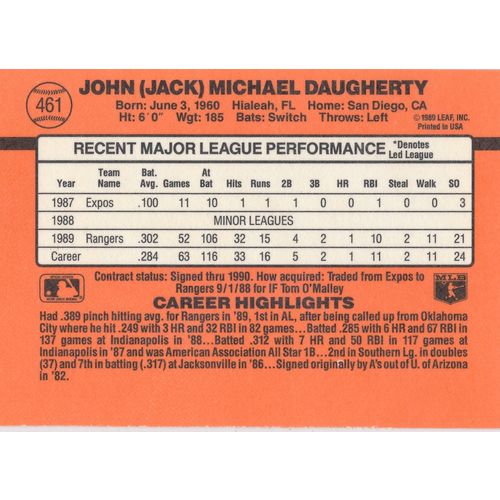 461
JOHN (JACK) MICHAEL DAUGHERTY
Born: June 3, 1960 Hialeah, FL Home: San Diego, CA
Ht: 6´0˝ Wgt: 185 Bats: Switch Throws: Left
©1989 LEAF, INC.
Printed in USA
RECENT MAJOR LEAGUE PERFORMANCE *Denotes Led League
Year Team Name Bat. Avg. Games At Bat Hits Runs 2B 3B HR RBI Steal Walk SO
1987 Expos .100 11 10 1 1 1 0 0 1 0 0 3
1988 MINOR LEAGUES
1989 Rangers .302 52 106 32 15 4 2 1 10 2 11 21
Career .284 63 116 33 16 5 2 1 11 2 11 24
Contract status: Signed thru 1990. How acquired: Traded from Expos to
Rangers 9/1/88 for IF Tom O'Malley
MLB
CAREER HIGHLIGHTS
Had .389 pinch hitting avg. for Rangers in '89, 1st in AL, after being called up from Oklahoma
City where he hit .249 with 3 HR and 32 RBI in 82 games...Batted .285 with 6 HR and 67 RBI in
137 games at Indianapolis in '88...Batted .312 with 7 HR and 50 RBI in 117 games at
Indianapolis in '87 and was American Association All Star 1B...2nd in Southern Lg. in doubles
(37) and 7th in batting (.317) at Jacksonville in '86...Signed originally by A's out of U. of Arizona
in '82.